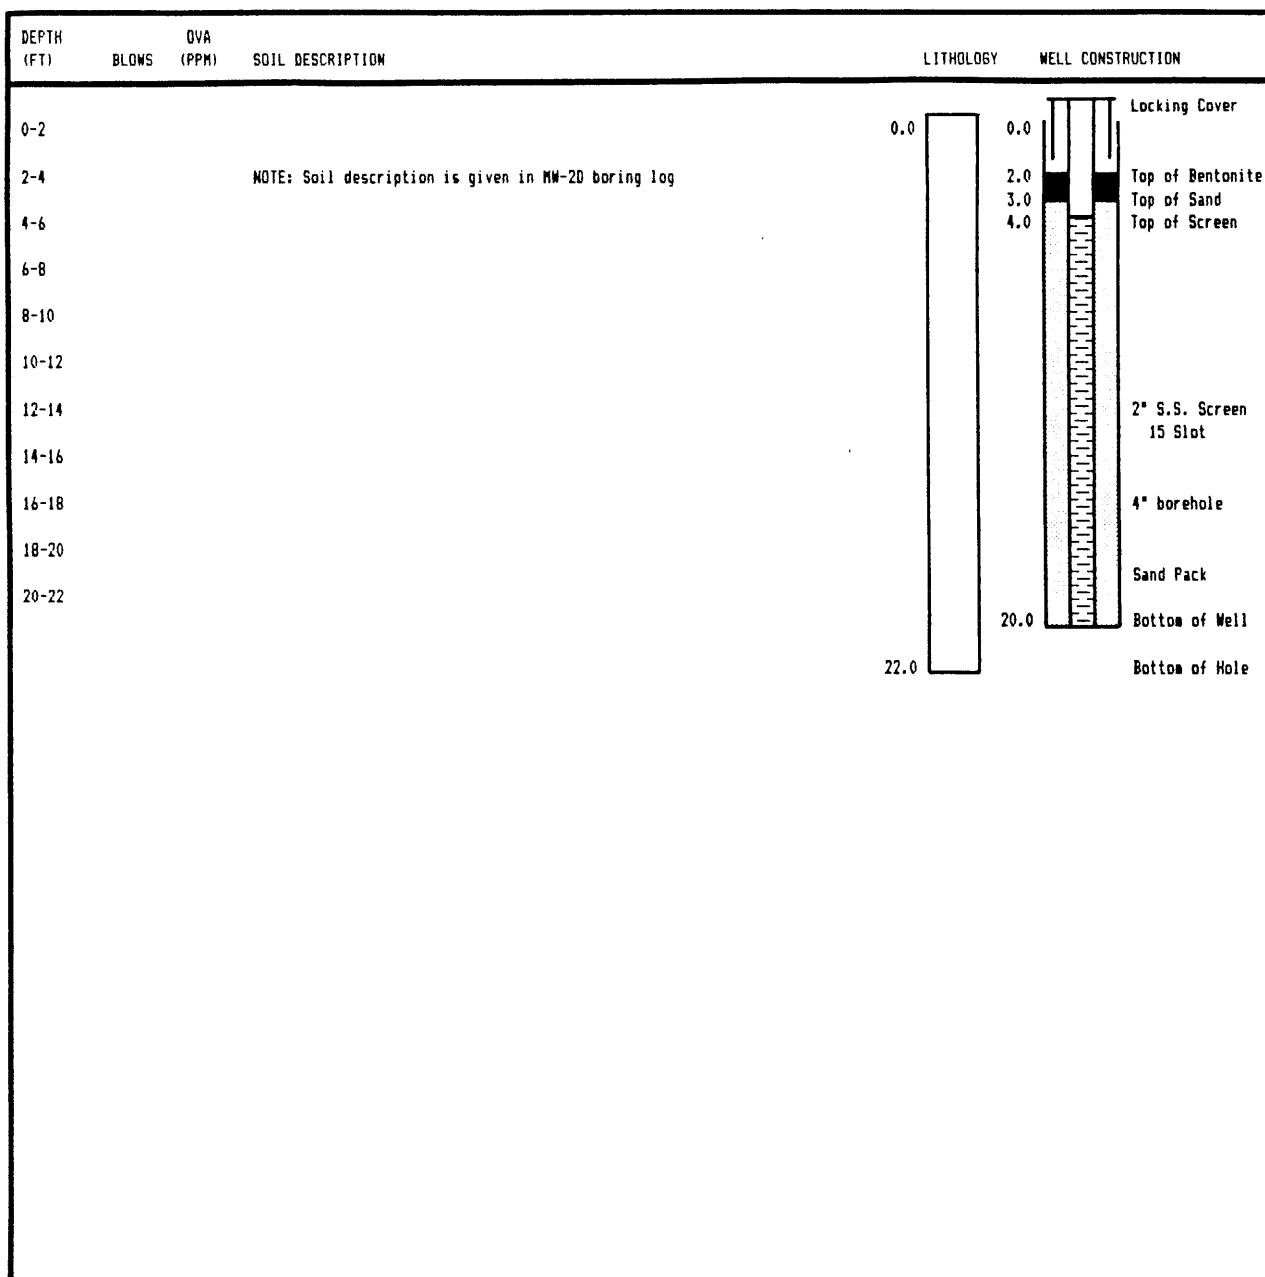 DEPTH OVA
(FT) BLOWS (PPM) SOIL DESCRIPTION LITHOLOGY WELL CONSTRUCTION
Locking Cover
0-2 0.0 0.0
2-4 NOTE: Soil description is given in MW-2D boring log 2.0 Top of Bentonite
3.0 Top of Sand
4-6 4.0 Top of Screen
6-8
8-10
10-12
12-14 2" S.S. Screen
15 Slot
14-16
16-18 4" borehole
18-20
Sand Pack
20-22
20.0 Bottom of Well
22.0 Bottom of Hole